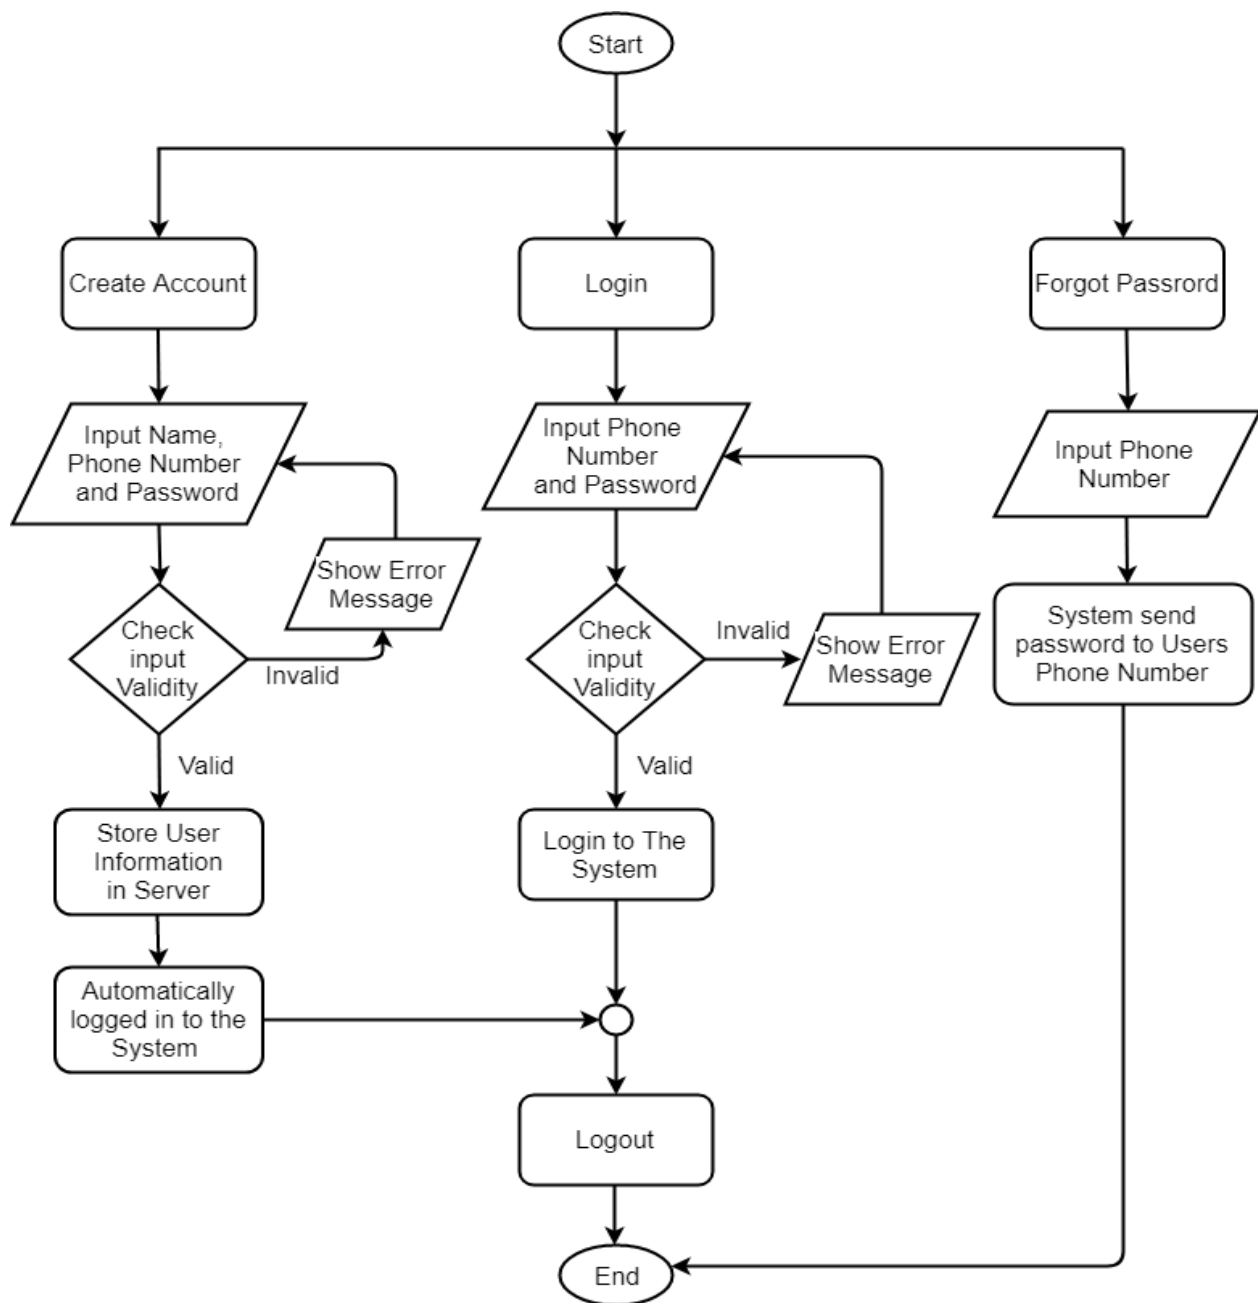 Start
Create Account
Login
Forgot Passrord
Input Name,
Phone Number
and Password
Input Phone
Number
and Password
Input Phone
Number
Show Error
Message
Check
input
Validity
Invalid
Check
input
Validity
Invalid
Show Error
Message
System send
password to Users
Phone Number
Valid
Valid
Store User
Information
in Server
Login to The
System
Automatically
logged in to the
System
Logout
End